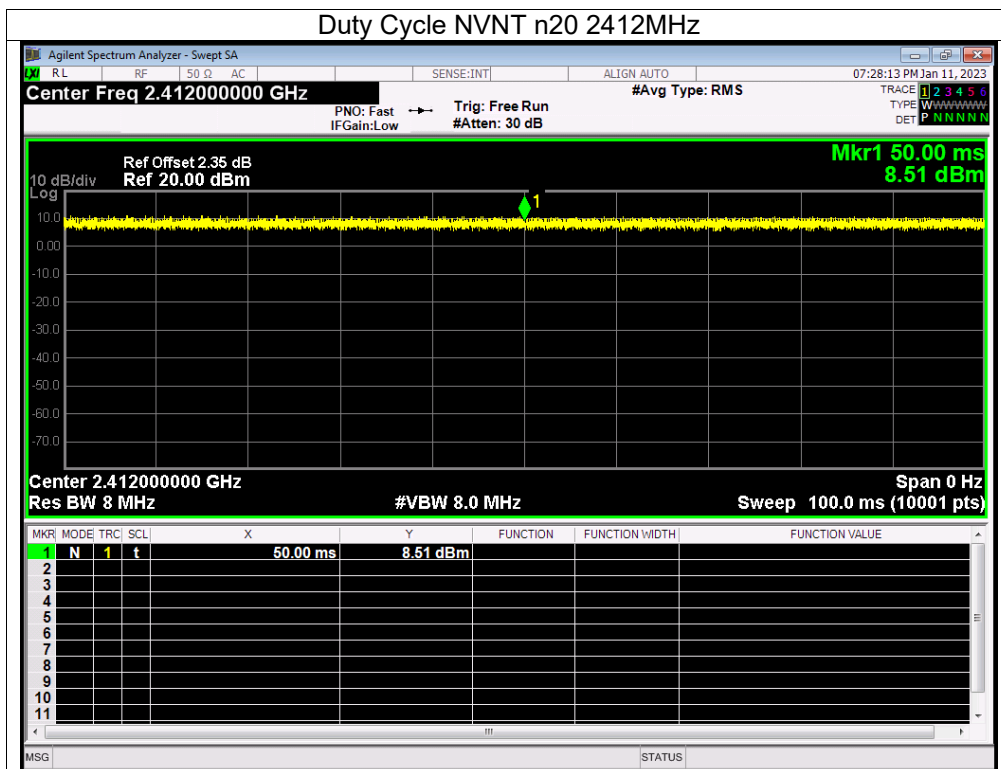 Duty Cycle NVNT n20 2412MHz
Agilent Spectrum Analyzer - Swept SA
LXI RL RF 50 Ω AC SENSE:INT ALIGN AUTO 07:28:13 PM Jan 11, 2023
Center Freq 2.412000000 GHz #Avg Type: RMS TRACE 1 2 3 4 5 6
PNO: Fast Trig: Free Run TYPE WWWWWWW
IFGain:Low #Atten: 30 dB DET P N N N N N
Mkr1 50.00 ms
8.51 dBm
Ref Offset 2.35 dB
10 dB/div Ref 20.00 dBm
Log
1
10.0
0.00
-10.0
-20.0
-30.0
-40.0
-50.0
-60.0
-70.0
Center 2.412000000 GHz Span 0 Hz
Res BW 8 MHz #VBW 8.0 MHz Sweep 100.0 ms (10001 pts)
MKR MODE TRC SCL X Y FUNCTION FUNCTION WIDTH FUNCTION VALUE
1 N 1 t 50.00 ms 8.51 dBm
2
3
4
5
6
7
8
9
10
11
MSG STATUS